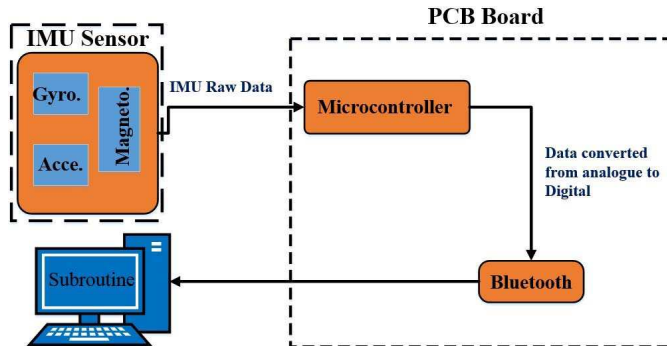 PCB Board
IMU Sensor
Gyro.
Magneto.
Acce.
IMU Raw Data
Microcontroller
Data converted
from analogue to
Digital
Bluetooth
Subroutine